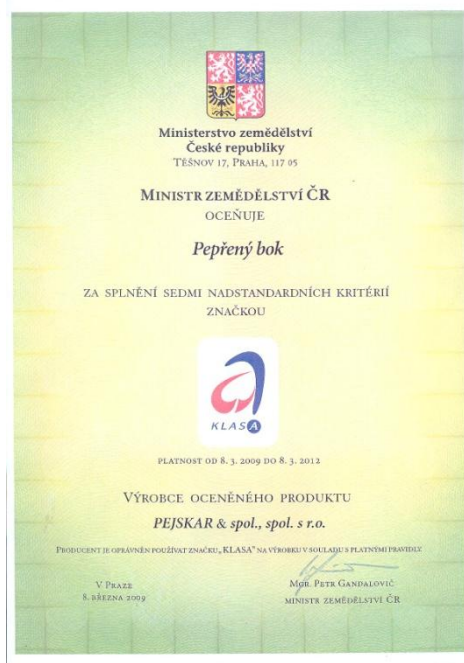 Ministerstvo zemědělství
České republiky
Těšnov 17, Praha, 117 05
Ministr zemědělství ČR
oceňuje
Pepřený bok
za splnění sedmi nadstandardních kritérií
značkou
KLASA
platnost od 8. 3. 2009 do 8. 3. 2012
Výrobce oceněného produktu
PEJSKAR & spol., spol. s r.o.
Producent je oprávněn používat značku „KLASA" na výrobku v souladu s platnými pravidly.
V Praze
8. března 2009
Mgr. Petr Gandalovič
ministr zemědělství ČR